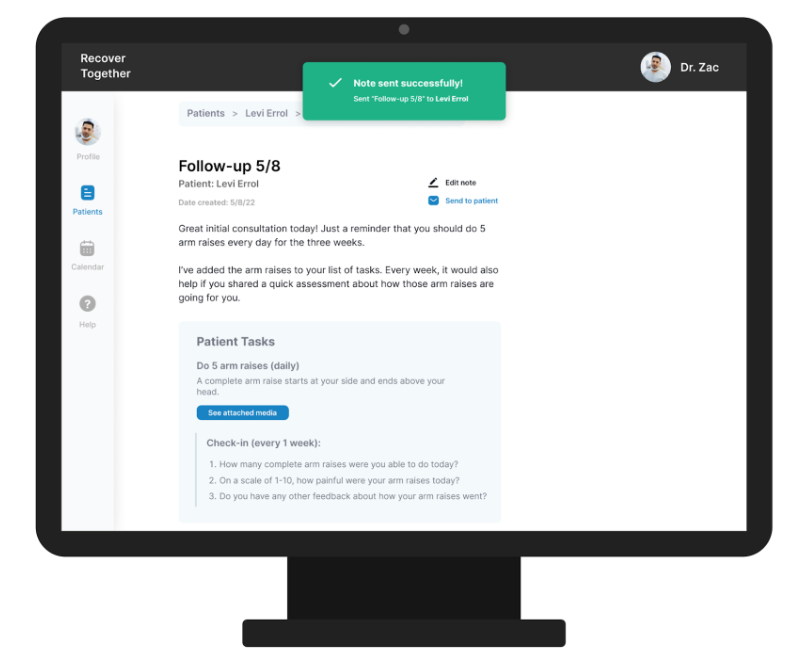 Recover
Together
Note sent successfully!
Sent "Follow-up 5/8" to Levi Errol
Dr. Zac
Patients > Levi Errol >
Profile
Patients
Calendar
?
Help
Follow-up 5/8
Patient: Levi Errol
Edit note
Date created: 5/8/22
Send to patient
Great initial consultation today! Just a reminder that you should do 5
arm raises every day for the three weeks.
I've added the arm raises to your list of tasks. Every week, it would also
help if you shared a quick assessment about how those arm raises are
going for you.
Patient Tasks
Do 5 arm raises (daily)
A complete arm raise starts at your side and ends above your
head.
See attached media
Check-in (every 1 week):
1. How many complete arm raises were you able to do today?
2. On a scale of 1-10, how painful were your arm raises today?
3. Do you have any other feedback about how your arm raises went?